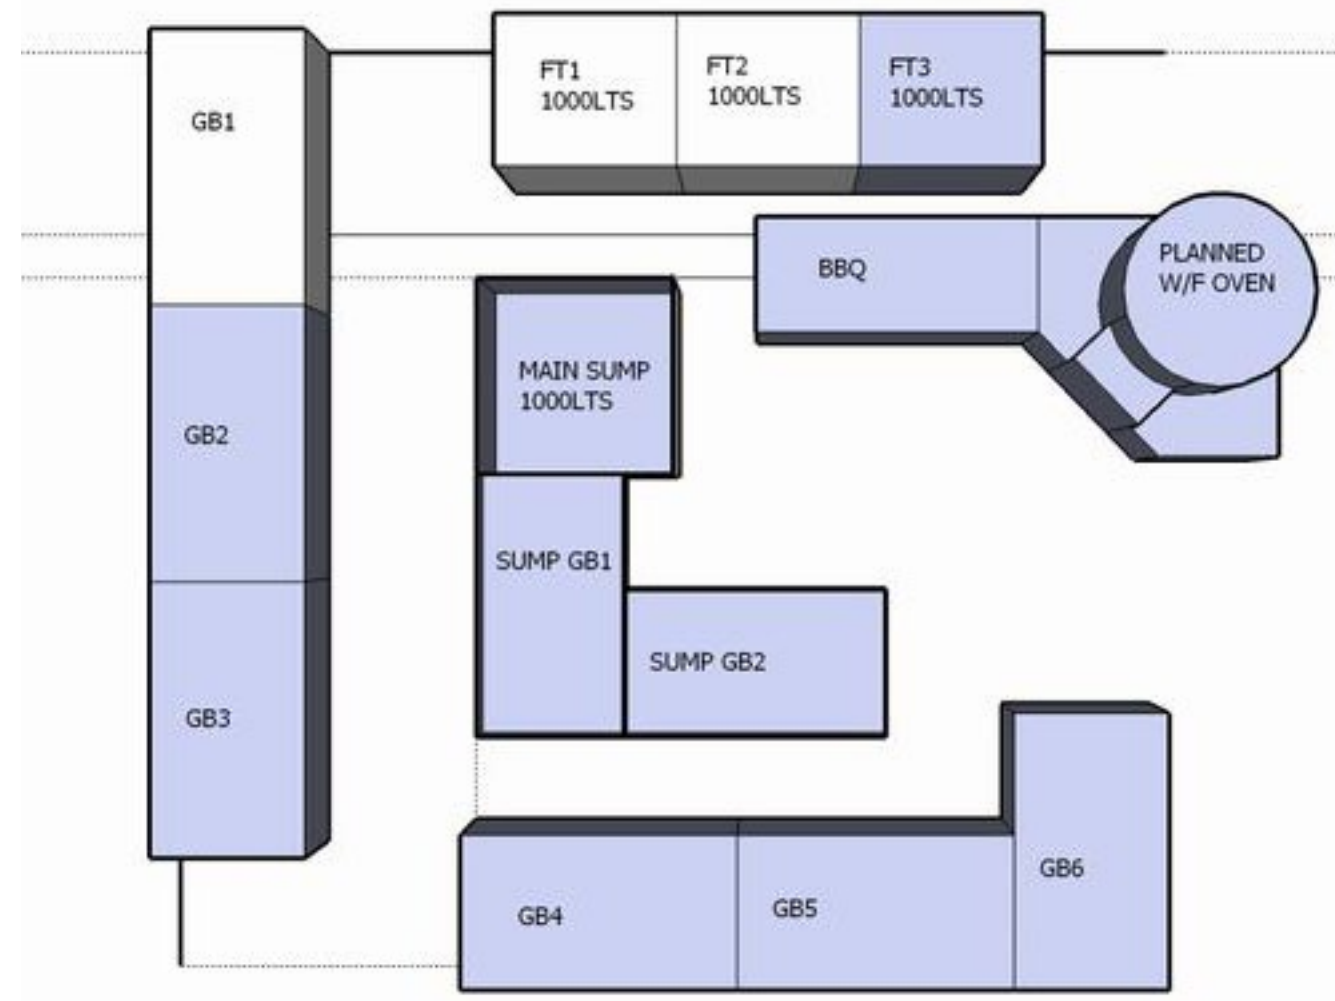 GB1
FT1
1000LTS
FT2
1000LTS
FT3
1000LTS
BBQ
PLANNED
W/F OVEN
MAIN SUMP
1000LTS
GB2
SUMP GB1
SUMP GB2
GB3
GB4
GB5
GB6